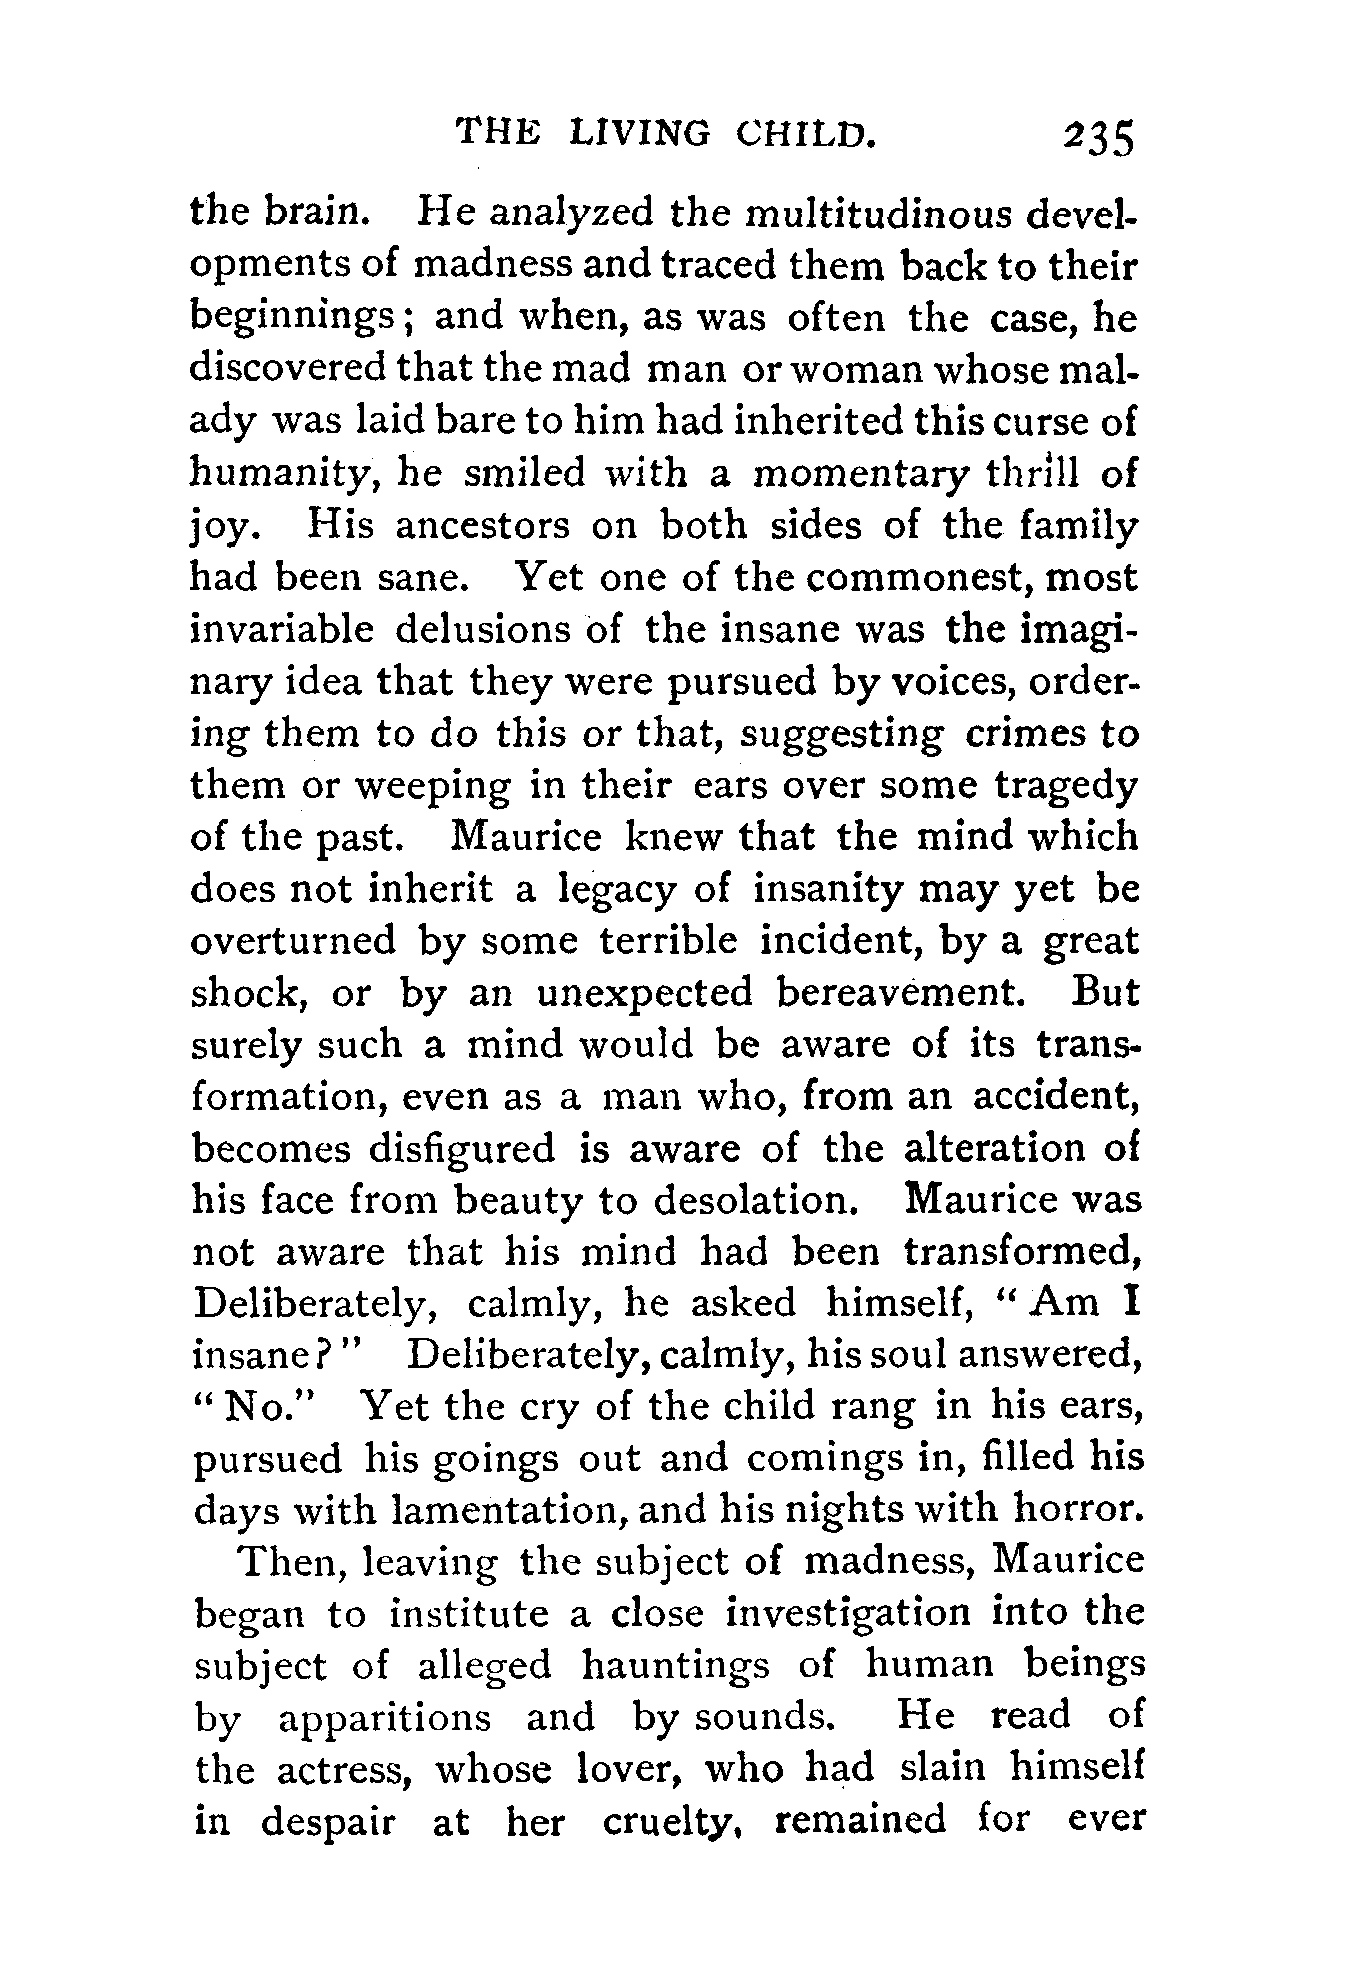 THE LIVING CHILD. 235
the brain. He analyzed the multitudinous devel-
opments of madness and traced them back to their
beginnings; and when, as was often the case, he
discovered that the mad man or woman whose mal-
ady was laid bare to him had inherited this curse of
humanity, he smiled with a momentary thrill of
joy. His ancestors on both sides of the family
had been sane. Yet one of the commonest, most
invariable delusions of the insane was the imagi-
nary idea that they were pursued by voices, order-
ing them to do this or that, suggesting crimes to
them or weeping in their ears over some tragedy
of the past. Maurice knew that the mind which
does not inherit a legacy of insanity may yet be
overturned by some terrible incident, by a great
shock, or by an unexpected bereavement. But
surely such a mind would be aware of its trans-
formation, even as a man who, from an accident,
becomes disfigured is aware of the alteration of
his face from beauty to desolation. Maurice was
not aware that his mind had been transformed,
Deliberately, calmly, he asked himself, "Am I
insane?" Deliberately, calmly, his soul answered,
"No." Yet the cry of the child rang in his ears,
pursued his goings out and comings in, filled his
days with lamentation, and his nights with horror.
Then, leaving the subject of madness, Maurice
began to institute a close investigation into the
subject of alleged hauntings of human beings
by apparitions and by sounds. He read of
the actress, whose lover, who had slain himself
in despair at her cruelty, remained for ever